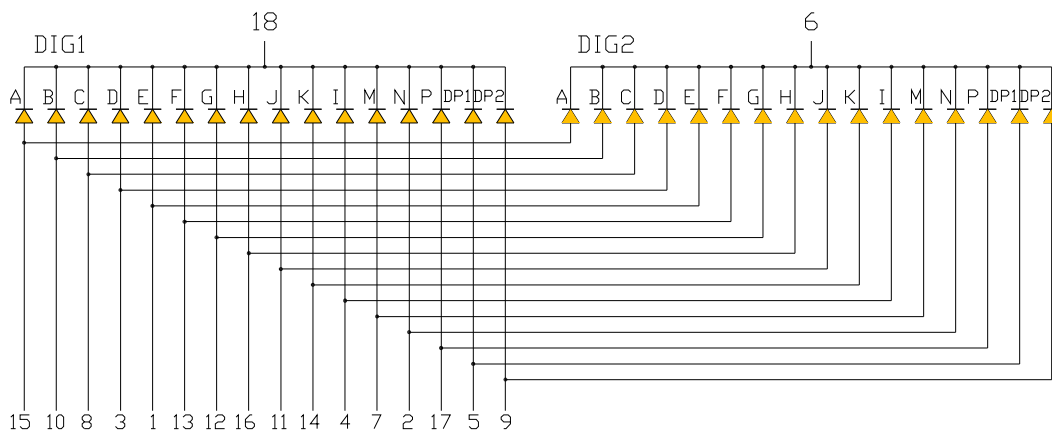 18 6
DIG1 DIG2
A B C D E F G H J K I M N P DP1 DP2 A B C D E F G H J K I M N P DP1 DP2
15 10 8 3 1 13 12 16 11 14 4 7 2 17 5 9